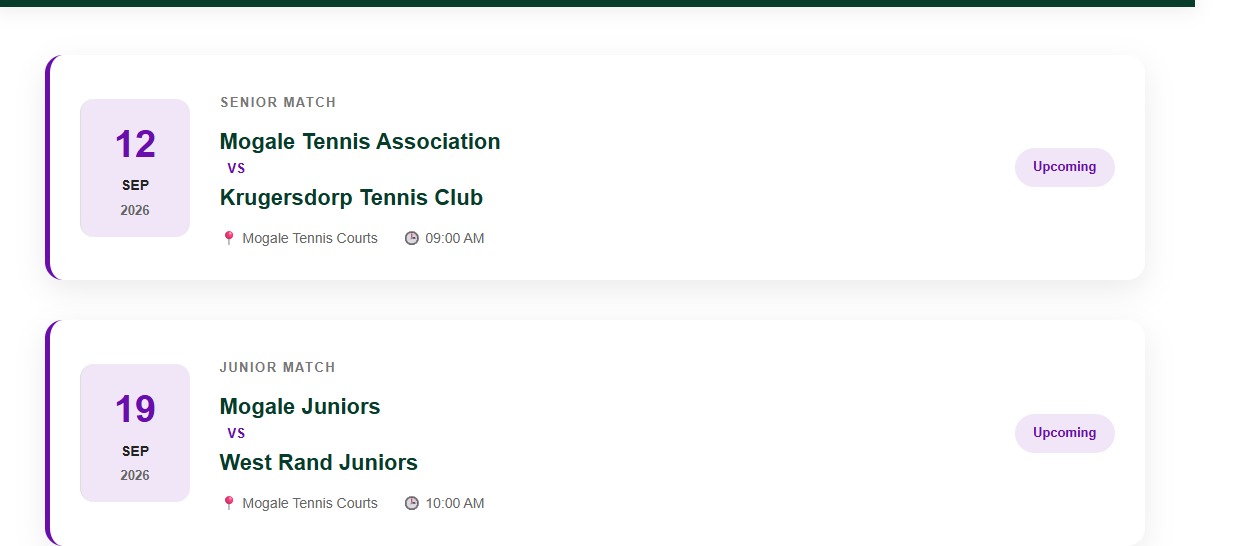 SENIOR MATCH
12
SEP
2026
Mogale Tennis Association
VS
Krugersdorp Tennis Club
Mogale Tennis Courts
09:00 AM
Upcoming
JUNIOR MATCH
19
SEP
2026
Mogale Juniors
VS
West Rand Juniors
Mogale Tennis Courts
10:00 AM
Upcoming